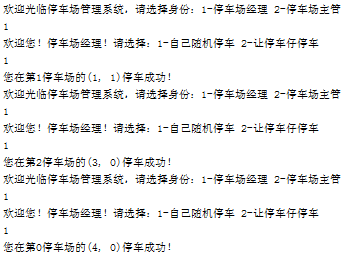 欢迎光临停车场管理系统，请选择身份：1-停车场经理 2-停车场主管
1
欢迎您！停车场经理！请选择：1-自己随机停车 2-让停车仔停车
1
您在第1停车场的(1, 1)停车成功！
欢迎光临停车场管理系统，请选择身份：1-停车场经理 2-停车场主管
1
欢迎您！停车场经理！请选择：1-自己随机停车 2-让停车仔停车
1
您在第2停车场的(3, 0)停车成功！
欢迎光临停车场管理系统，请选择身份：1-停车场经理 2-停车场主管
1
欢迎您！停车场经理！请选择：1-自己随机停车 2-让停车仔停车
1
您在第0停车场的(4, 0)停车成功！